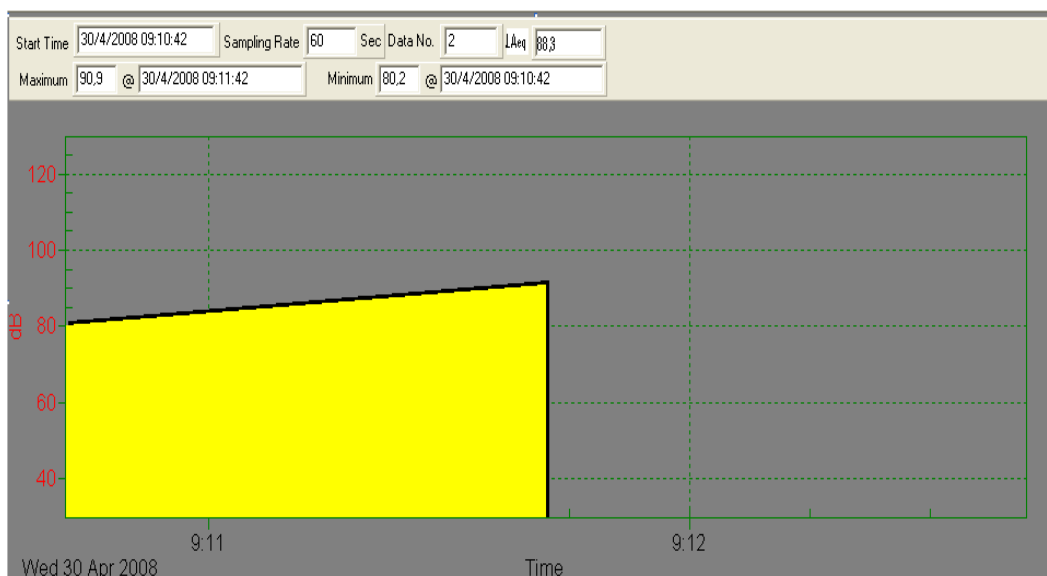 Start Time 30/4/2008 09:10:42 Sampling Rate 60 Sec Data No. 2 LAeq 88,3
Maximum 90,9 @ 30/4/2008 09:11:42 Minimum 80,2 @ 30/4/2008 09:10:42
120
100
80
60
40
dB
9:11 9:12
Wed 30 Apr 2008 Time